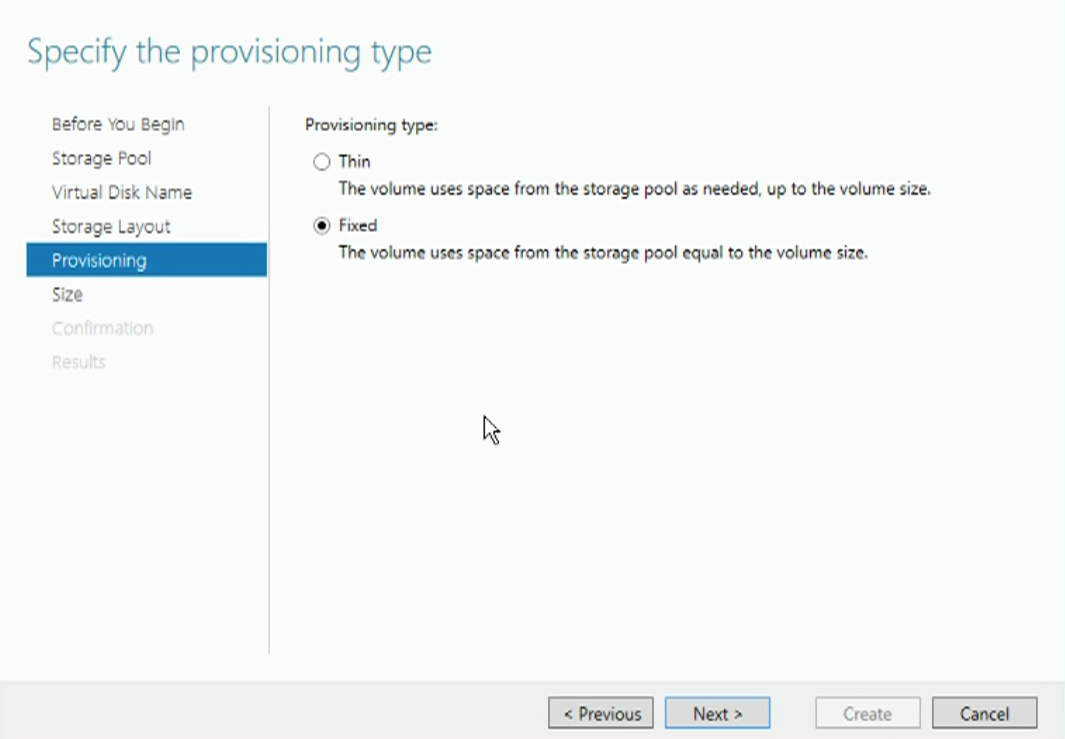 Specify the provisioning type
Before You Begin
Storage Pool
Virtual Disk Name
Storage Layout
Provisioning
Size
Confirmation
Results
Provisioning type:
Thin
The volume uses space from the storage pool as needed, up to the volume size.
Fixed
The volume uses space from the storage pool equal to the volume size.
< Previous
Next >
Create
Cancel